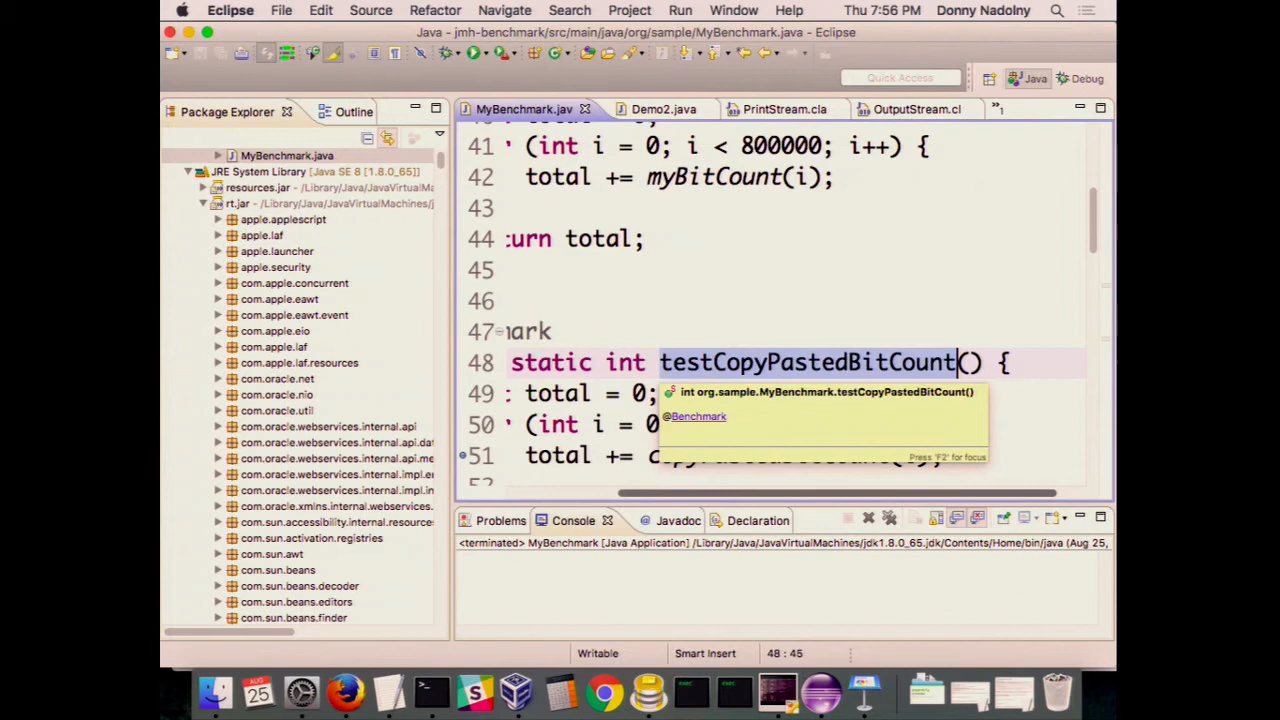 Eclipse File Edit Source Refactor Navigate Search Project Run Window Help Thu 7:56 PM Donny Nadolny
Java - jmh-benchmark/src/main/java/org/sample/MyBenchmark.java - Eclipse
Quick Access
Java
Debug
Package Explorer
Outline
MyBenchmark.java
JRE System Library [Java SE 8 [1.8.0_65]
resources.jar - /Library/Java/JavaVirtualMa
rt.jar - /Library/Java/JavaVirtualMachines/j
apple.applescript
apple.laf
apple.launcher
apple.security
com.apple.concurrent
com.apple.eawt
com.apple.eawt.event
com.apple.eio
com.apple.laf
com.apple.laf.resources
com.oracle.net
com.oracle.nio
com.oracle.util
com.oracle.webservices.internal.api
com.oracle.webservices.internal.api.dat
com.oracle.webservices.internal.api.me
com.oracle.webservices.internal.impl.en
com.oracle.webservices.internal.impl.in
com.oracle.xmlns.internal.webservices.
com.sun.accessibility.internal.resources
com.sun.activation.registries
com.sun.awt
com.sun.beans
com.sun.beans.decoder
com.sun.beans.editors
com.sun.beans.finder
MyBenchmark.jav
Demo2.java
PrintStream.cla
OutputStream.cl
»1
41 (int i = 0; i < 800000; i++) {
42 total += myBitCount(i);
43
44 urn total;
45
46
47 mark
48 static int testCopyPastedBitCount() {
49 total = 0;
50 (int i = 0
51 total +=
52
int org.sample.MyBenchmark.testCopyPastedBitCount()
@Benchmark
Press 'F2' for focus
Problems
Console
@ Javadoc
Declaration
<terminated> MyBenchmark [Java Application] /Library/Java/JavaVirtualMachines/jdk1.8.0_65.jdk/Contents/Home/bin/java (Aug 25,
Writable
Smart Insert
48 : 45
AUG
25
EXEC
EXEC